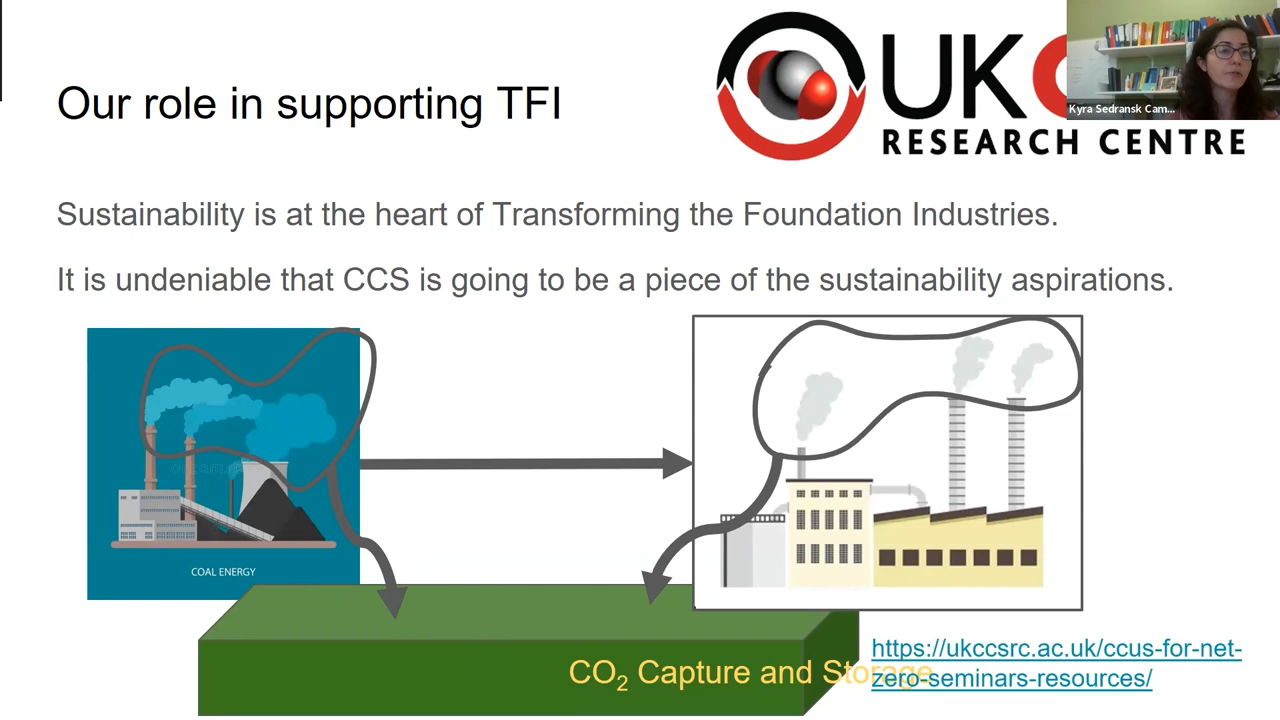 Our role in supporting TFI
UKC
RESEARCH CENTRE
Kyra Sedransk Cam...
Sustainability is at the heart of Transforming the Foundation Industries.
It is undeniable that CCS is going to be a piece of the sustainability aspirations.
COAL ENERGY
CO₂ Capture and Storage
https://ukccsrc.ac.uk/ccus-for-net-
zero-seminars-resources/